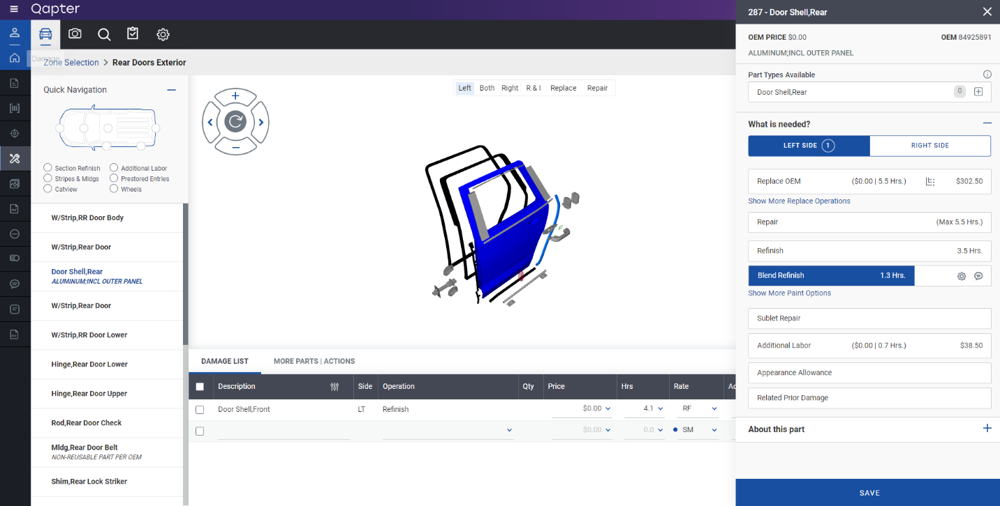 Qapter
287 - Door Shell,Rear
OEM PRICE $0.00 OEM 84925891
ALUMINUM;INCL OUTER PANEL
Damage
Zone Selection > Rear Doors Exterior
Quick Navigation
Section Refinish Additional Labor
Stripes & Mldgs Prestored Entries
Catview Wheels
W/Strip,RR Door Body
W/Strip,Rear Door
Door Shell,Rear
ALUMINUM;INCL OUTER PANEL
W/Strip,Rear Door
W/Strip,RR Door Lower
Hinge,Rear Door Lower
Hinge,Rear Door Upper
Rod,Rear Door Check
Mldg,Rear Door Belt
NON-REUSABLE PART PER OEM
Shim,Rear Lock Striker
Left Both Right R & I Replace Repair
DAMAGE LIST MORE PARTS | ACTIONS
Description Side Operation Qty Price Hrs Rate
Door Shell,Front LT Refinish $0.00 4.1 RF
$0.00 0.0 SM
Part Types Available
Door Shell,Rear 0
What is needed?
LEFT SIDE 1 RIGHT SIDE
Replace OEM ($0.00 | 5.5 Hrs.) $302.50
Show More Replace Operations
Repair (Max 5.5 Hrs.)
Refinish 3.5 Hrs.
Blend Refinish 1.3 Hrs.
Show More Paint Options
Sublet Repair
Additional Labor ($0.00 | 0.7 Hrs.) $38.50
Appearance Allowance
Related Prior Damage
About this part
SAVE